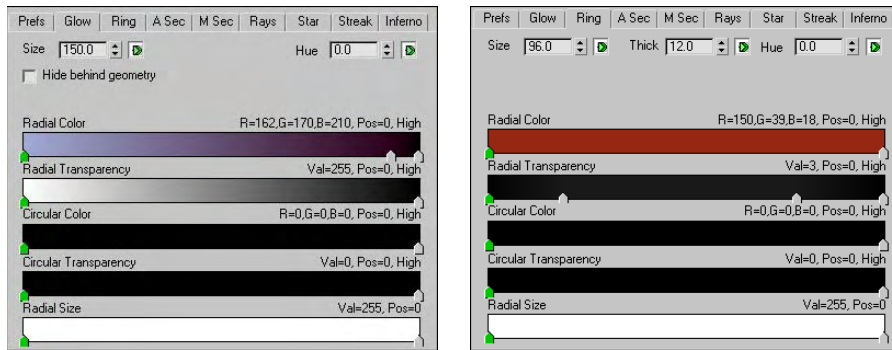 Prefs Glow Ring A Sec M Sec Rays Star Streak Inferno
Size 150.0 Hue 0.0
Hide behind geometry
Radial Color R=162,G=170,B=210, Pos=0, High
Radial Transparency Val=255, Pos=0, High
Circular Color R=0,G=0,B=0, Pos=0, High
Circular Transparency Val=0, Pos=0, High
Radial Size Val=255, Pos=0
Prefs Glow Ring A Sec M Sec Rays Star Streak Inferno
Size 96.0 Thick 12.0 Hue 0.0
Radial Color R=150,G=39,B=18, Pos=0, High
Radial Transparency Val=3, Pos=0, High
Circular Color R=0,G=0,B=0, Pos=0, High
Circular Transparency Val=0, Pos=0, High
Radial Size Val=255, Pos=0